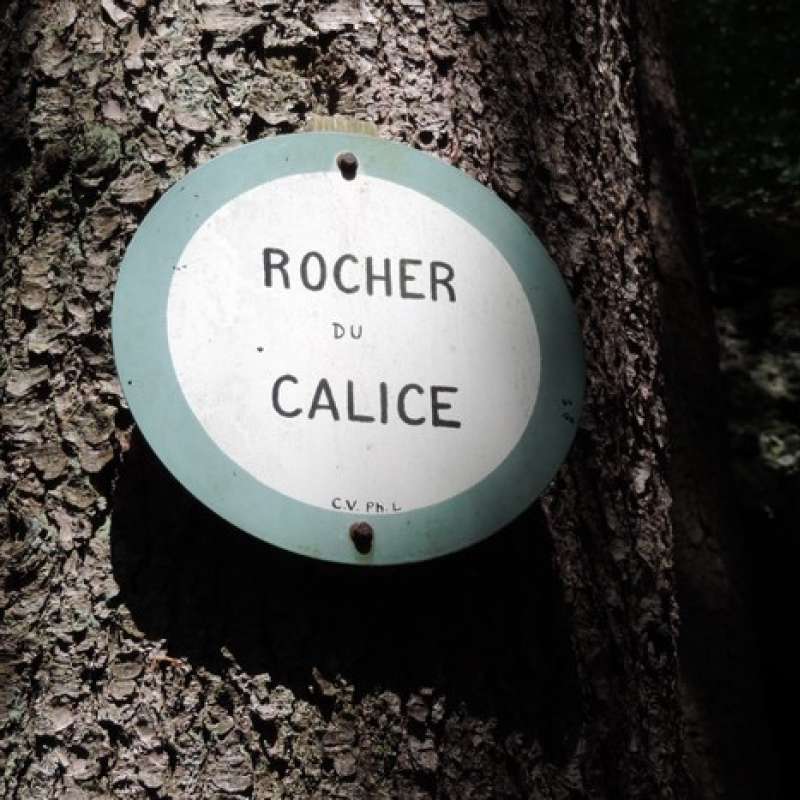 ROCHER
DU
CALICE
C.V. Ph. L